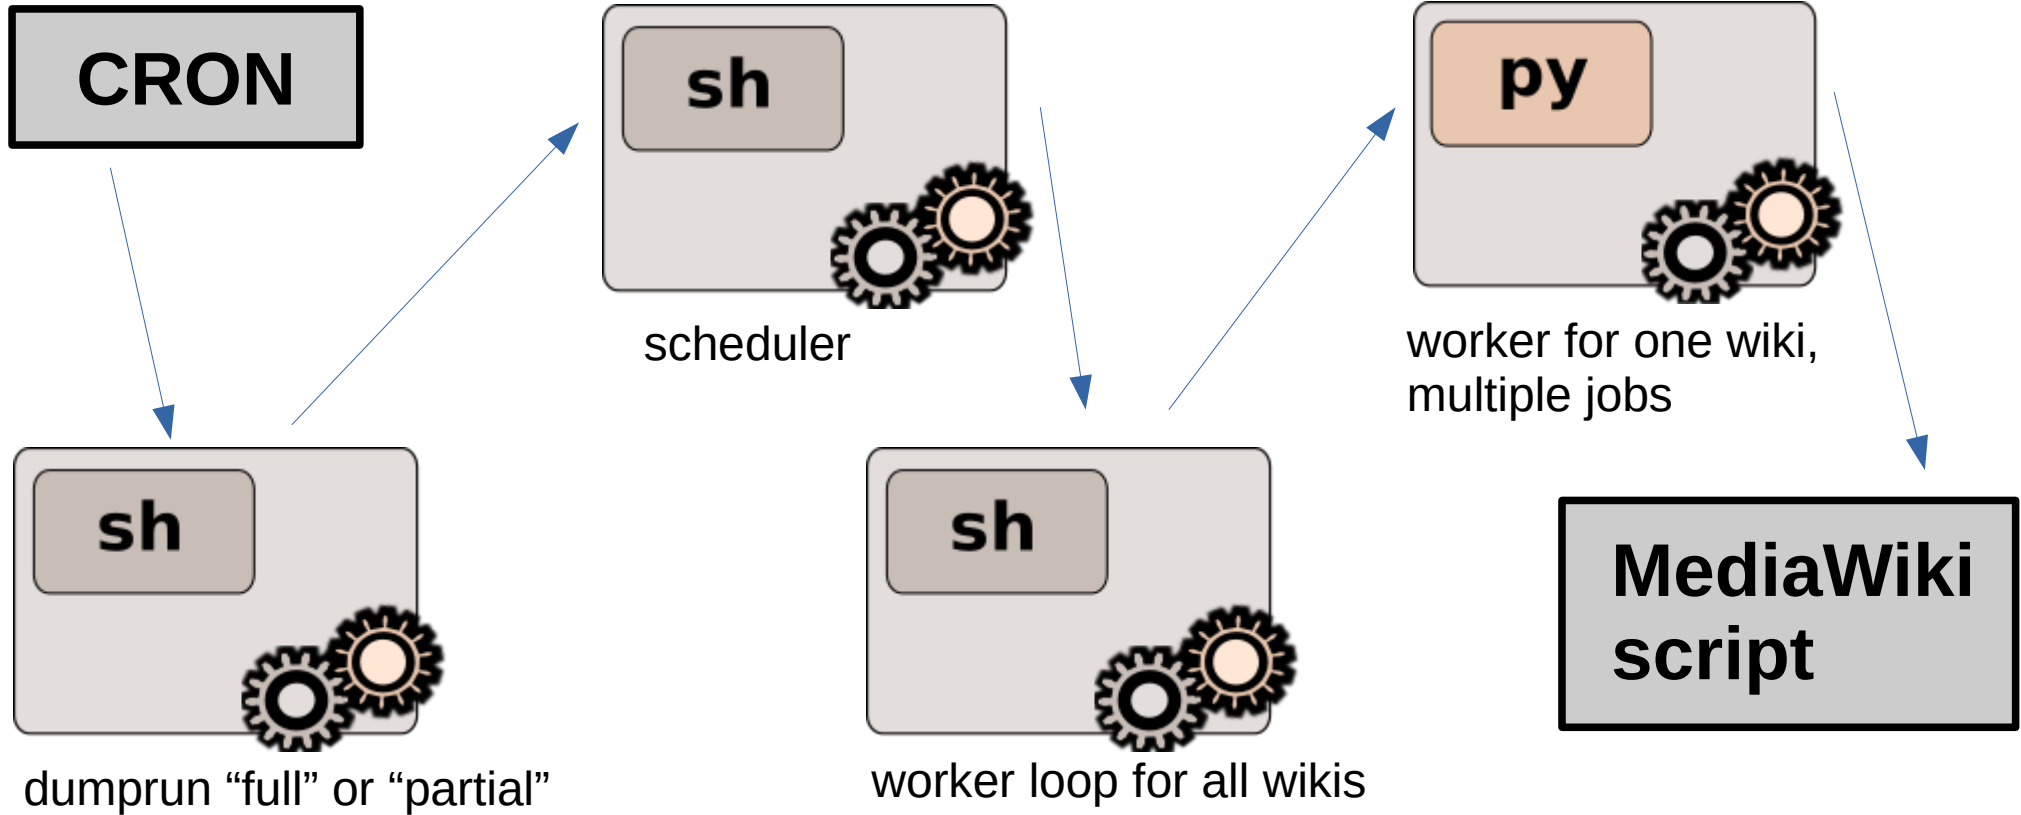 CRON
sh
dumprun “full” or “partial”
sh
scheduler
sh
worker loop for all wikis
py
worker for one wiki,
multiple jobs
MediaWiki
script